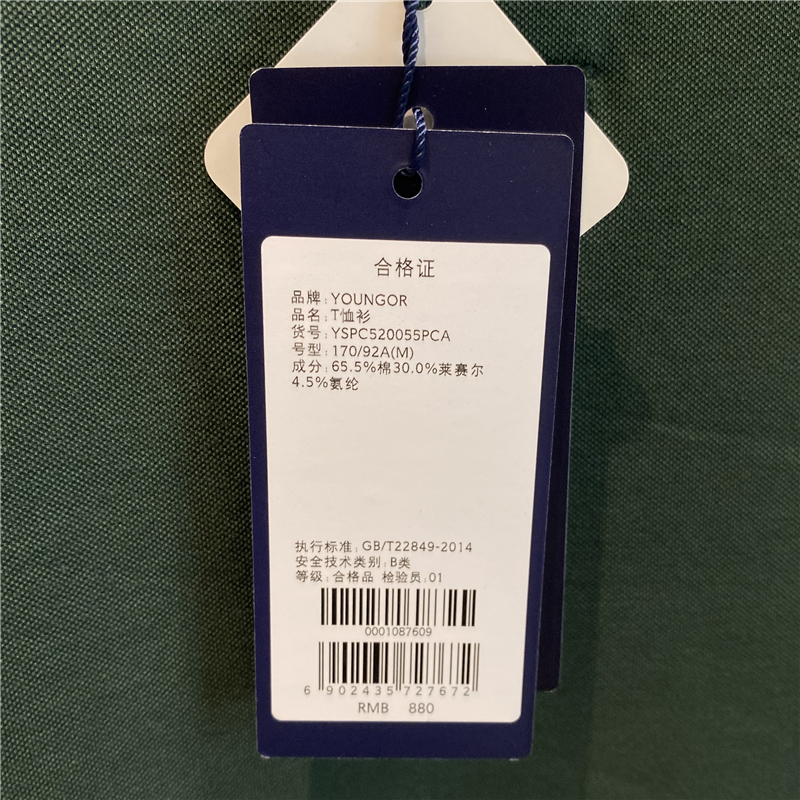 合格证
品牌: YOUNGOR
品名: T恤衫
货号: YSPC520055PCA
号型: 170/92A(M)
成分: 65.5%棉30.0%莱赛尔
4.5%氨纶
执行标准: GB/T22849-2014
安全技术类别: B类
等级: 合格品 检验员: 01
0001087609
6 902435 727672
RMB 880